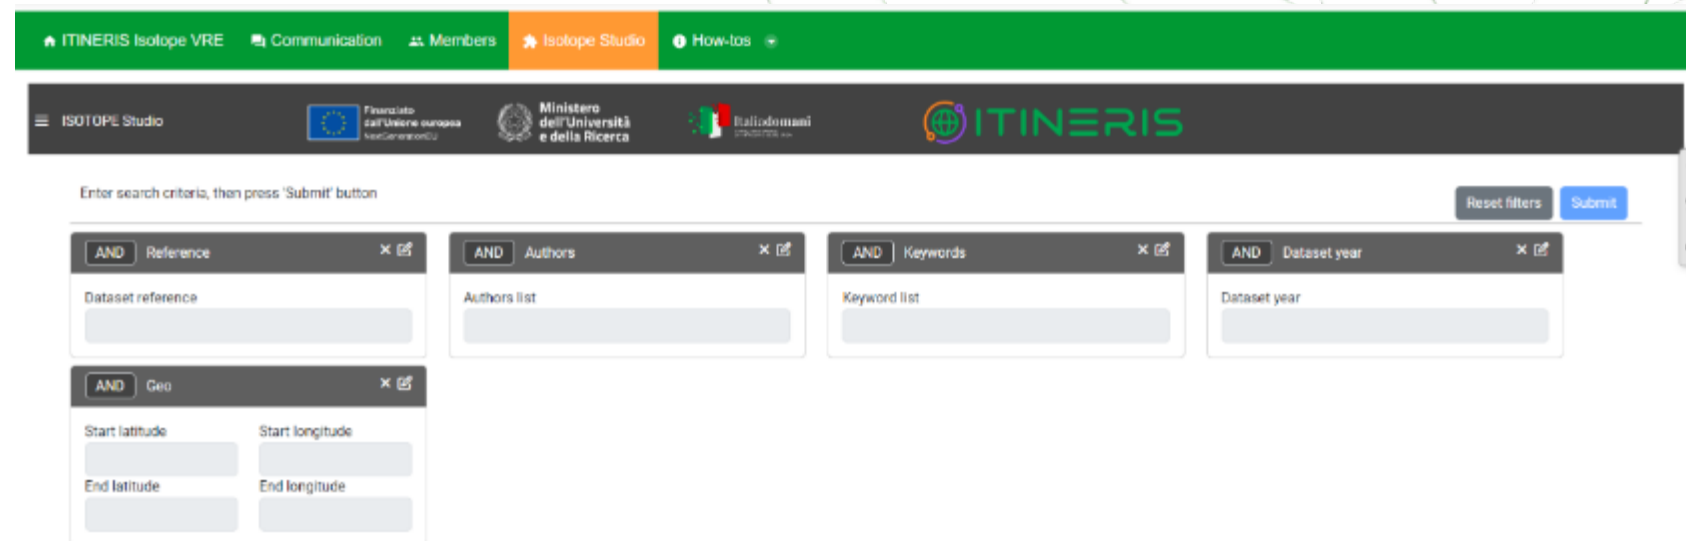 ITINERIS Isotope VRE Communication Members Isotope Studio How-tos
ISOTOPE Studio
Finanziato
dall'Unione europea
NextGenerationEU
Ministero
dell'Università
e della Ricerca
Italiadomani
ITINERIS
Enter search criteria, then press 'Submit' button
Reset filters Submit
AND Reference
AND Authors
AND Keywords
AND Dataset year
Dataset reference
Authors list
Keyword list
Dataset year
AND Geo
Start latitude Start longitude
End latitude End longitude